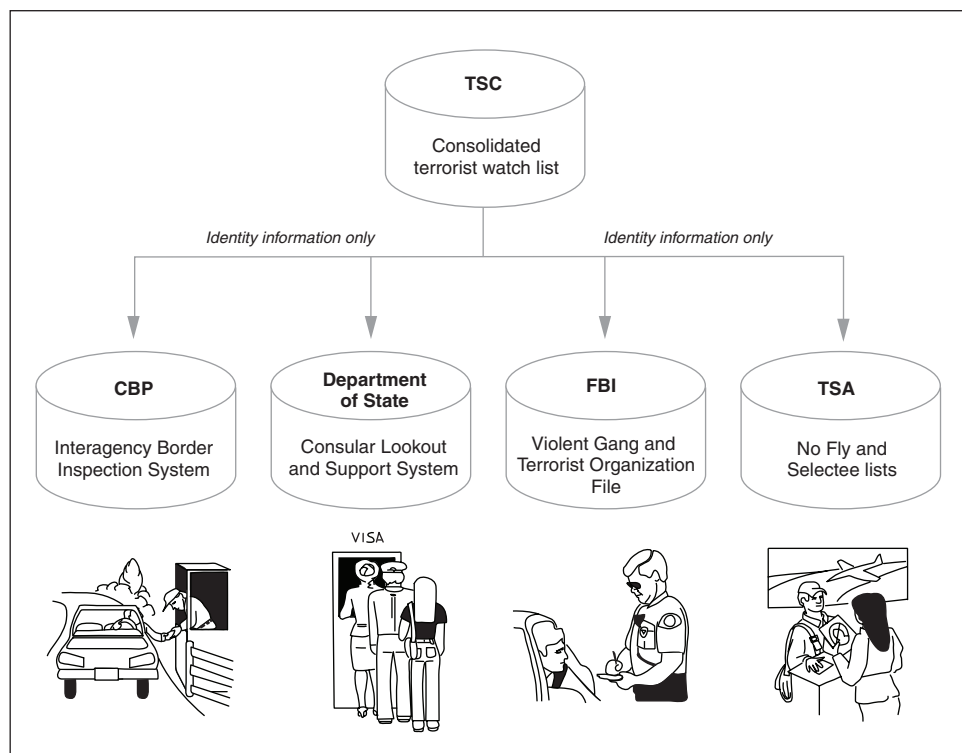 TSC
Consolidated
terrorist watch list
Identity information only
Identity information only
CBP
Interagency Border
Inspection System
Department
of State
Consular Lookout
and Support System
FBI
Violent Gang and
Terrorist Organization
File
TSA
No Fly and
Selectee lists
VISA